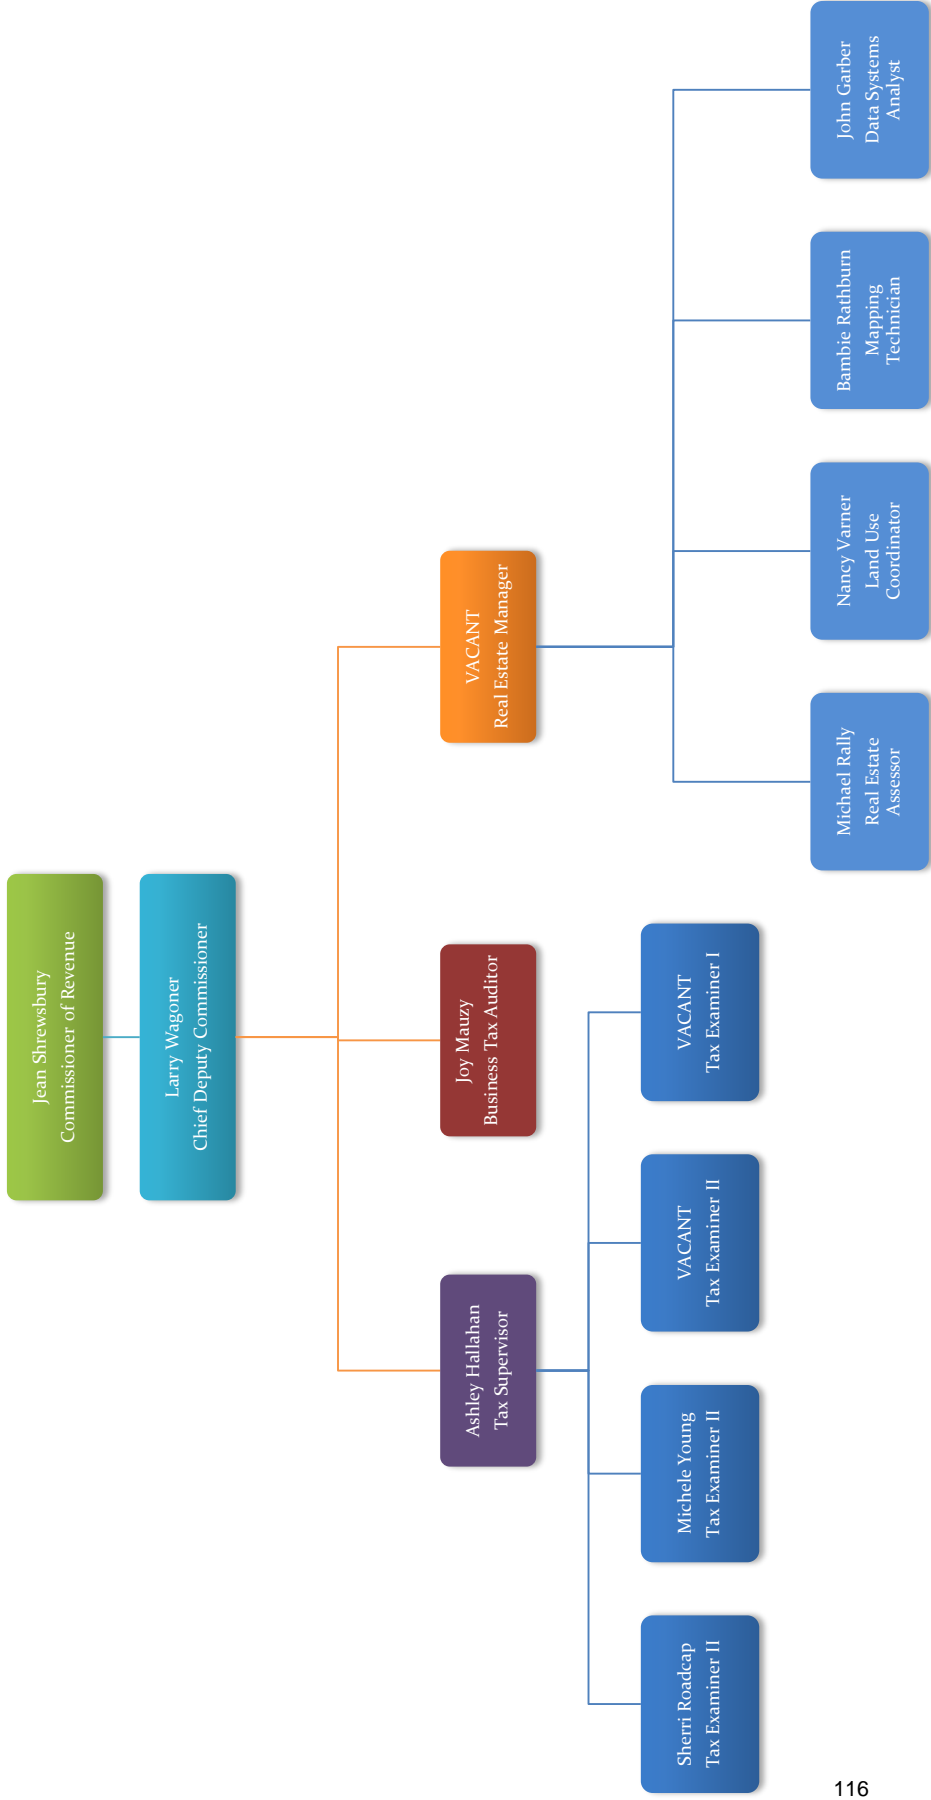 Jean Shrewsbury
Commissioner of Revenue
Larry Wagoner
Chief Deputy Commissioner
Ashley Hallahan
Tax Supervisor
Joy Mauzy
Business Tax Auditor
VACANT
Real Estate Manager
Sherri Roadcap
Tax Examiner II
Michele Young
Tax Examiner II
VACANT
Tax Examiner II
VACANT
Tax Examiner I
Michael Rally
Real Estate
Assessor
Nancy Varner
Land Use
Coordinator
Bambie Rathburn
Mapping
Technician
John Garber
Data Systems
Analyst
116